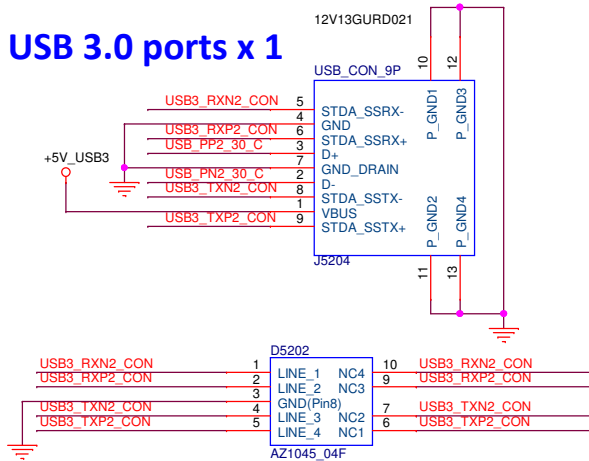 12V13GURD021
USB 3.0 ports x 1
USB_CON_9P
10
12
P_GND1
P_GND3
USB3_RXN2_CON 5 STDA_SSRX-
4 GND
USB3_RXP2_CON 6 STDA_SSRX+
USB_PP2_30_C 3 D+
+5V_USB3
7 GND_DRAIN
USB_PN2_30_C 2 D-
USB3_TXN2_CON 8 STDA_SSTX-
1 VBUS
USB3_TXP2_CON 9 STDA_SSTX+
P_GND2
P_GND4
J5204
11
13
D5202
USB3_RXN2_CON 1 LINE_1 NC4 10 USB3_RXN2_CON
USB3_RXP2_CON 2 LINE_2 NC3 9 USB3_RXP2_CON
3 GND(Pin8)
USB3_TXN2_CON 4 LINE_3 NC2 7 USB3_TXN2_CON
USB3_TXP2_CON 5 LINE_4 NC1 6 USB3_TXP2_CON
AZ1045_04F